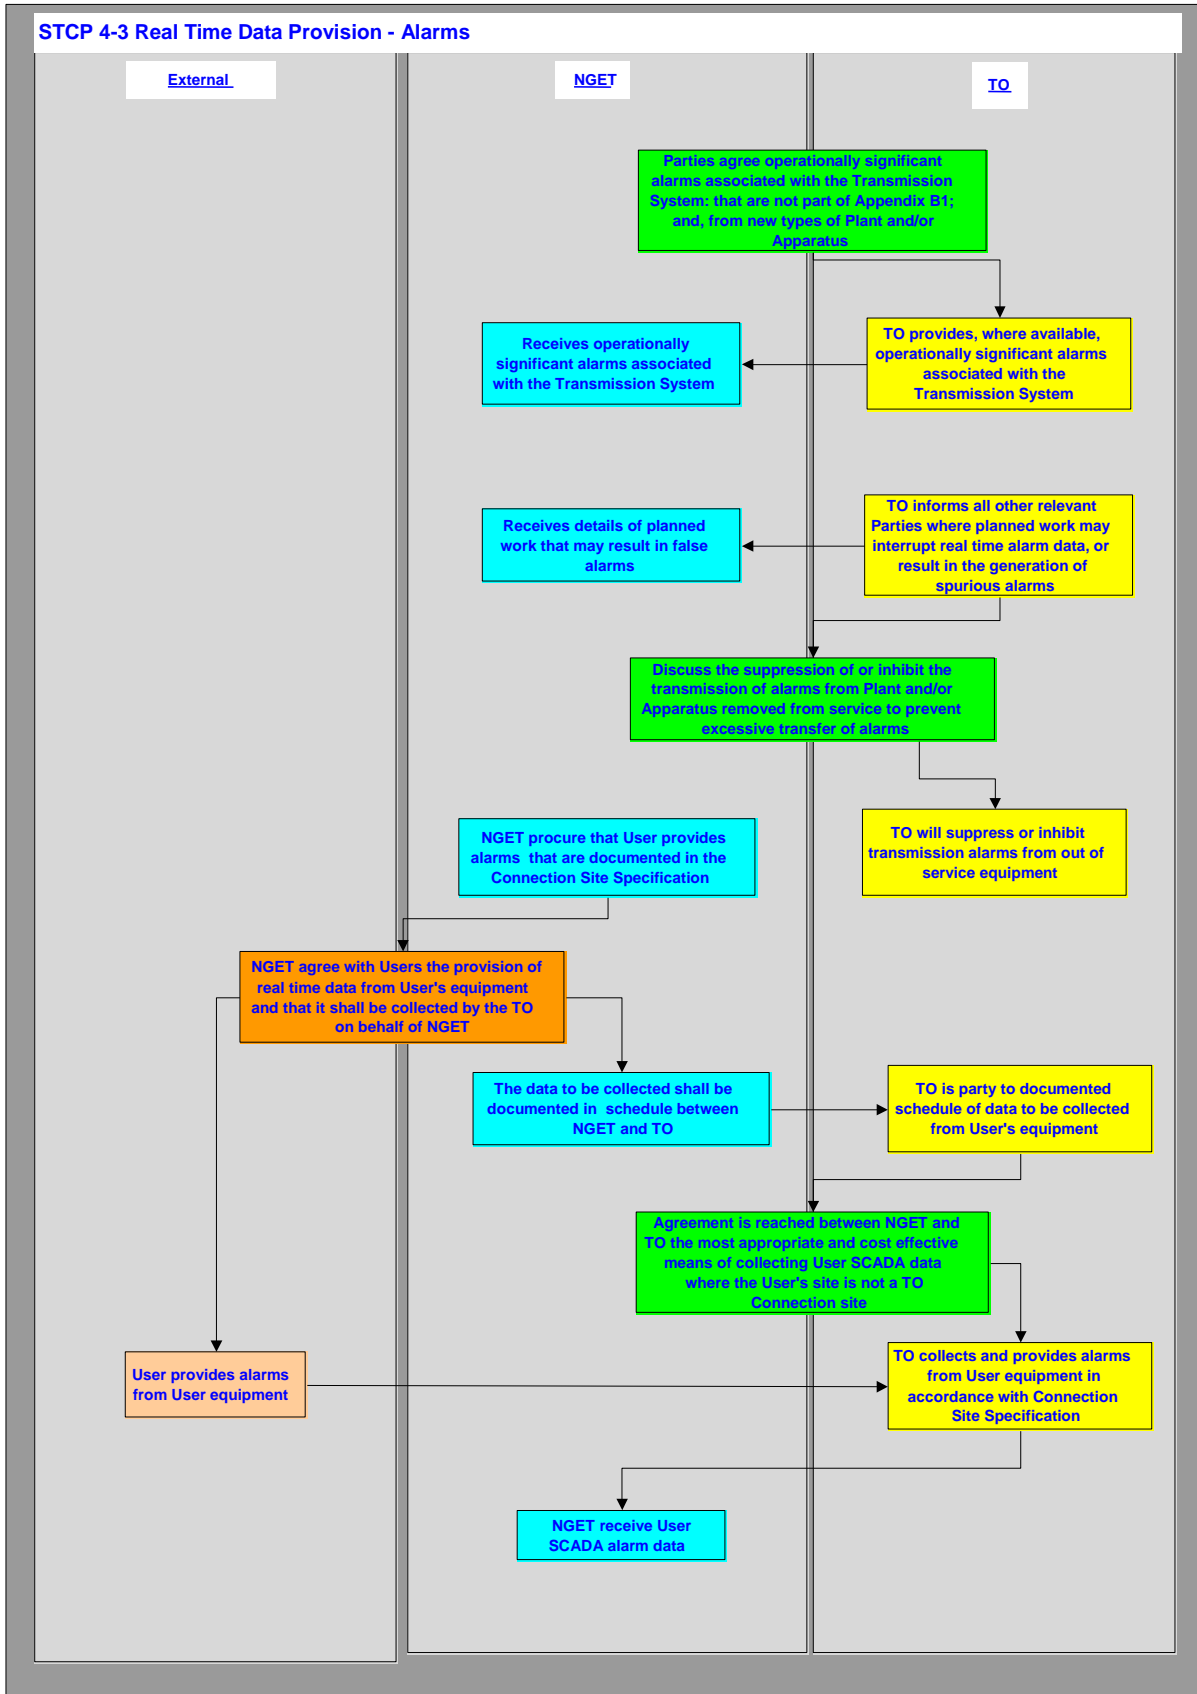 STCP 4-3 Real Time Data Provision - Alarms
External
NGET
TO
Parties agree operationally significant
alarms associated with the Transmission
System: that are not part of Appendix B1;
and, from new types of Plant and/or
Apparatus
Receives operationally
significant alarms associated
with the Transmission System
TO provides, where available,
operationally significant alarms
associated with the
Transmission System
Receives details of planned
work that may result in false
alarms
TO informs all other relevant
Parties where planned work may
interrupt real time alarm data, or
result in the generation of
spurious alarms
Discuss the suppression of or inhibit the
transmission of alarms from Plant and/or
Apparatus removed from service to prevent
excessive transfer of alarms
NGET procure that User provides
alarms that are documented in the
Connection Site Specification
TO will suppress or inhibit
transmission alarms from out of
service equipment
NGET agree with Users the provision of
real time data from User's equipment
and that it shall be collected by the TO
on behalf of NGET
The data to be collected shall be
documented in schedule between
NGET and TO
TO is party to documented
schedule of data to be collected
from User's equipment
Agreement is reached between NGET and
TO the most appropriate and cost effective
means of collecting User SCADA data
where the User's site is not a TO
Connection site
User provides alarms
from User equipment
TO collects and provides alarms
from User equipment in
accordance with Connection
Site Specification
NGET receive User
SCADA alarm data